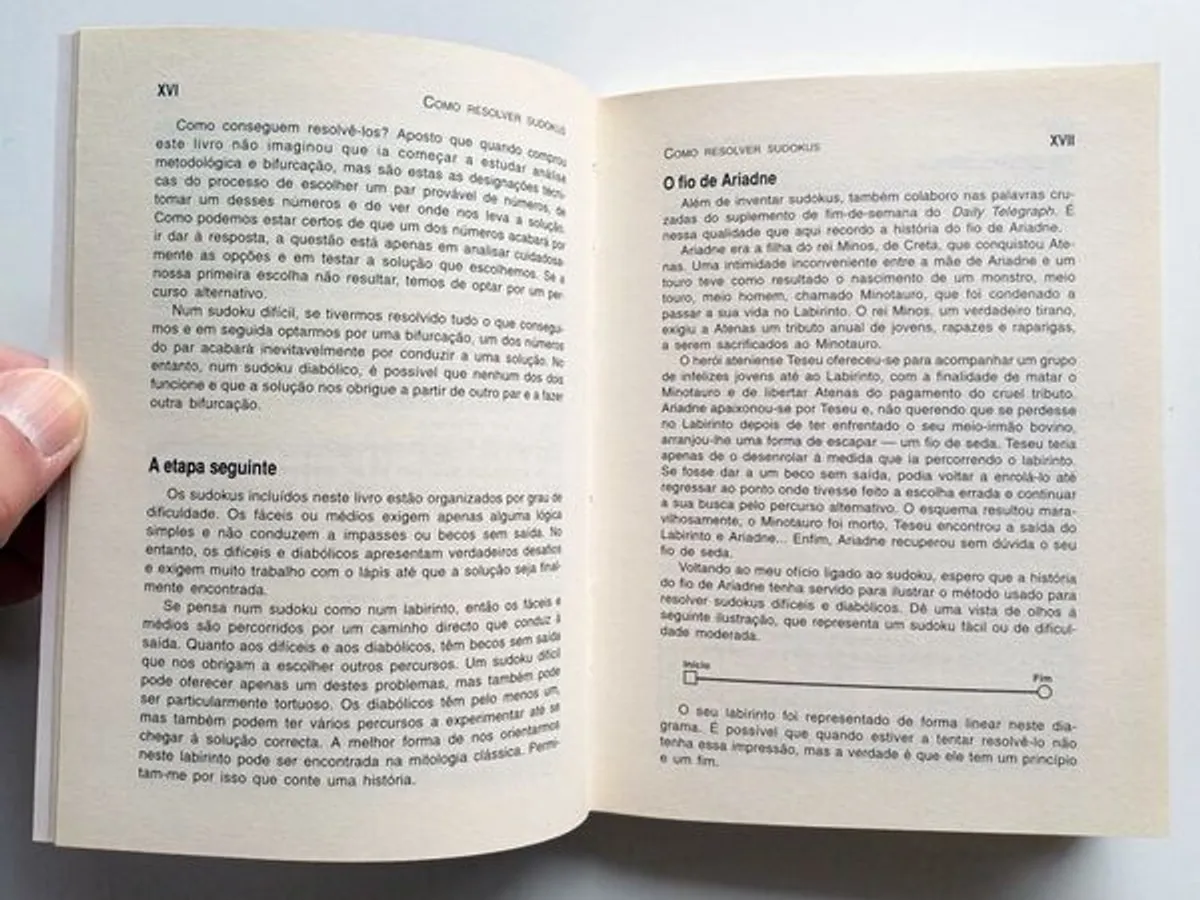 XVI
COMO RESOLVER SUDOKUS
Como conseguem resolvê-los? Aposto que quando comprou
este livro não imaginou que ia começar a estudar análise
metodológica e bifurcação, mas são estas as designações técni-
cas do processo de escolher um par provável de números, de
tomar um desses números e de ver onde nos leva a solução.
Como podemos estar certos de que um dos números acabará por
ir dar à resposta, a questão está apenas em analisar cuidadosa-
mente as opções e em testar a solução que escolhemos. Se a
nossa primeira escolha não resultar, temos de optar por um per-
curso alternativo.
Num sudoku difícil, se tivermos resolvido tudo o que consegui-
mos e em seguida optarmos por uma bifurcação, um dos números
do par acabará inevitavelmente por conduzir a uma solução. No
entanto, num sudoku diabólico, é possível que nenhum dos dois
funcione e que a solução nos obrigue a partir de outro par e a fazer
outra bifurcação.
A etapa seguinte
Os sudokus incluídos neste livro estão organizados por grau de
dificuldade. Os fáceis ou médios exigem apenas alguma lógica
simples e não conduzem a impasses ou becos sem saída. No
entanto, os difíceis e diabólicos apresentam verdadeiros desafios
e exigem muito trabalho com o lápis até que a solução seja final-
mente encontrada.
Se pensa num sudoku como num labirinto, então os fáceis e
médios são percorridos por um caminho directo que conduz à
saída. Quanto aos difíceis e aos diabólicos, têm becos sem saída
que nos obrigam a escolher outros percursos. Um sudoku difícil
pode oferecer apenas um destes problemas, mas também pode
ser particularmente tortuoso. Os diabólicos têm pelo menos um,
mas também podem ter vários percursos a experimentar até se
chegar à solução correcta. A melhor forma de nos orientarmos
neste labirinto pode ser encontrada na mitologia clássica. Permi-
tam-me por isso que conte uma história.
COMO RESOLVER SUDOKUS
XVII
O fio de Ariadne
Além de inventar sudokus, também colaboro nas palavras cru-
zadas do suplemento de fim-de-semana do Daily Telegraph. É
nessa qualidade que aqui recordo a história do fio de Ariadne.
Ariadne era a filha do rei Minos, de Creta, que conquistou Ate-
nas. Uma intimidade inconveniente entre a mãe de Ariadne e um
touro teve como resultado o nascimento de um monstro, meio
touro, meio homem, chamado Minotauro, que foi condenado a
passar a sua vida no Labirinto. O rei Minos, um verdadeiro tirano,
exigiu a Atenas um tributo anual de jovens, rapazes e raparigas,
a serem sacrificados ao Minotauro.
O herói ateniense Teseu ofereceu-se para acompanhar um grupo
de infelizes jovens até ao Labirinto, com a finalidade de matar o
Minotauro e de libertar Atenas do pagamento do cruel tributo.
Ariadne apaixonou-se por Teseu e, não querendo que se perdesse
no Labirinto depois de ter enfrentado o seu meio-irmão bovino,
arranjou-lhe uma forma de escapar — um fio de seda. Teseu teria
apenas de o desenrolar à medida que ia percorrendo o labirinto.
Se fosse dar a um beco sem saída, podia voltar a enrolá-lo até
regressar ao ponto onde tivesse feito a escolha errada e continuar
a sua busca pelo percurso alternativo. O esquema resultou mara-
vilhosamente; o Minotauro foi morto, Teseu encontrou a saída do
Labirinto e Ariadne... Enfim, Ariadne recuperou sem dúvida o seu
fio de seda.
Voltando ao meu ofício ligado ao sudoku, espero que a história
do fio de Ariadne tenha servido para ilustrar o método usado para
resolver sudokus difíceis e diabólicos. Dê uma vista de olhos à
seguinte ilustração, que representa um sudoku fácil ou de dificul-
dade moderada.
Início
Fim
O seu labirinto foi representado de forma linear neste dia-
grama. É possível que quando estiver a tentar resolvê-lo não
tenha essa impressão, mas a verdade é que ele tem um princípio
e um fim.